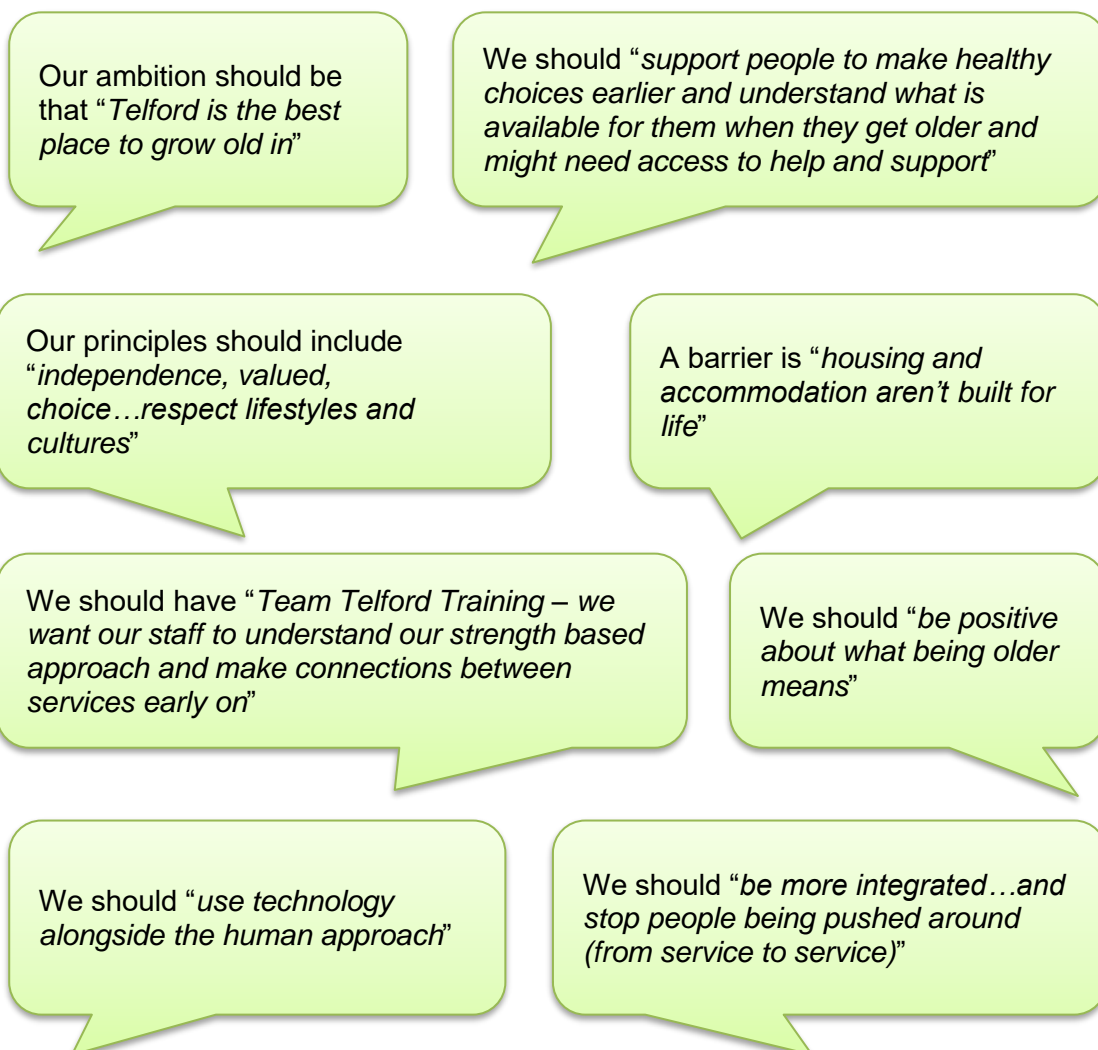 Our ambition should be
that “Telford is the best
place to grow old in”
We should “support people to make healthy
choices earlier and understand what is
available for them when they get older and
might need access to help and support”
Our principles should include
“independence, valued,
choice…respect lifestyles and
cultures”
A barrier is “housing and
accommodation aren’t built for
life”
We should have “Team Telford Training – we
want our staff to understand our strength based
approach and make connections between
services early on”
We should “be positive
about what being older
means”
We should “use technology
alongside the human approach”
We should “be more integrated…and
stop people being pushed around
(from service to service)”